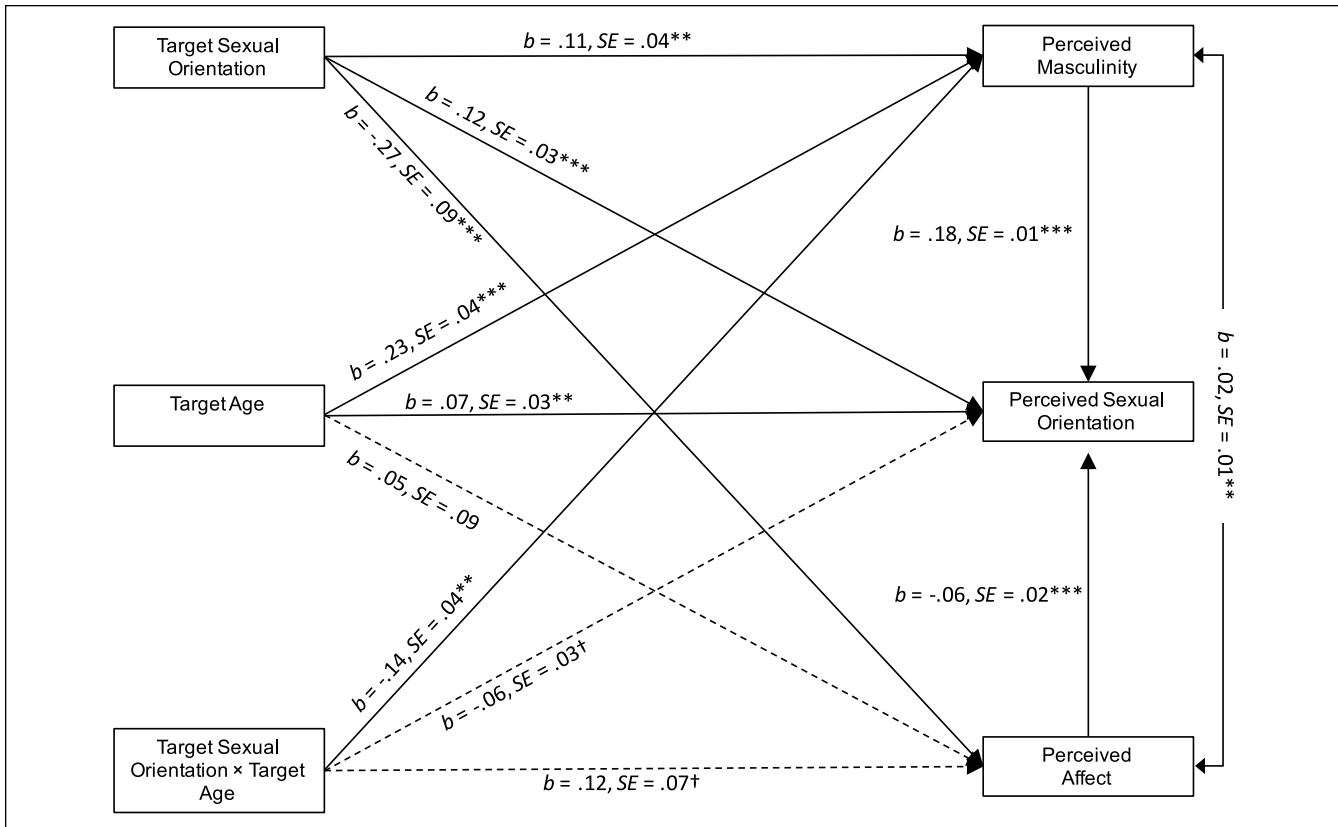 Target Sexual
Orientation
b = .11, SE = .04**
Perceived
Masculinity
b = .12, SE = .03***
b = -.27, SE = .09***
b = .18, SE = .01***
b = .23, SE = .04***
Target Age
b = .07, SE = .03**
Perceived Sexual
Orientation
b = .02, SE = .01**
b = .05, SE = .09
b = -.14, SE = .04**
b = -.06, SE = .03†
b = -.06, SE = .02***
Target Sexual
Orientation × Target
Age
b = .12, SE = .07†
Perceived
Affect